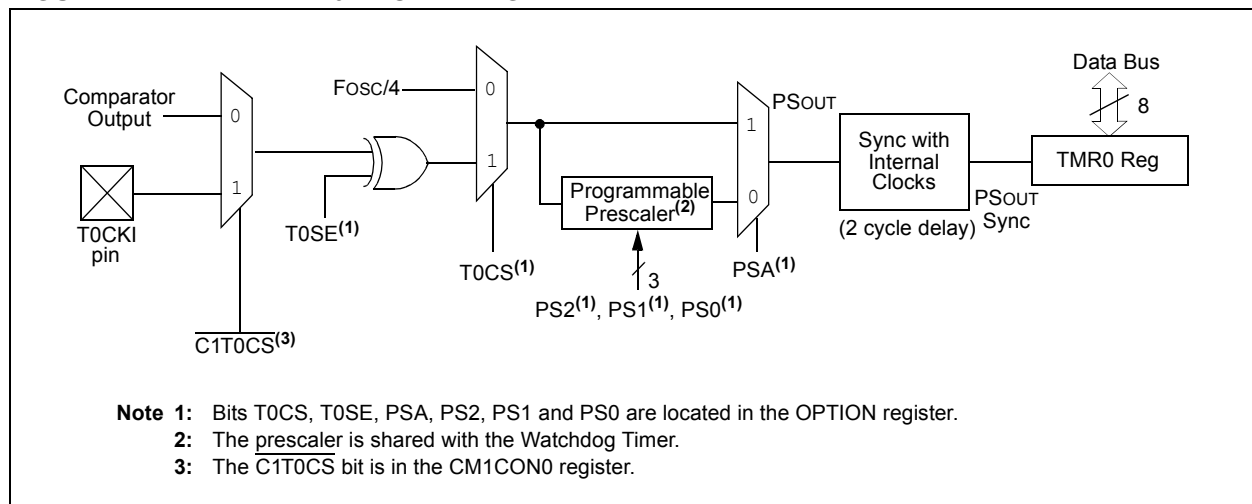 Data Bus
8
FOSC/4
0
1
Comparator
Output
0
1
T0CKI
pin
T0SE(1)
T0CS(1)
Programmable
Prescaler(2)
3
PS2(1), PS1(1), PS0(1)
1
0
PSOUT
PSA(1)
Sync with
Internal
Clocks
(2 cycle delay)
PSOUT
Sync
TMR0 Reg
C1T0CS(3)
Note 1: Bits T0CS, T0SE, PSA, PS2, PS1 and PS0 are located in the OPTION register.
2: The prescaler is shared with the Watchdog Timer.
3: The C1T0CS bit is in the CM1CON0 register.